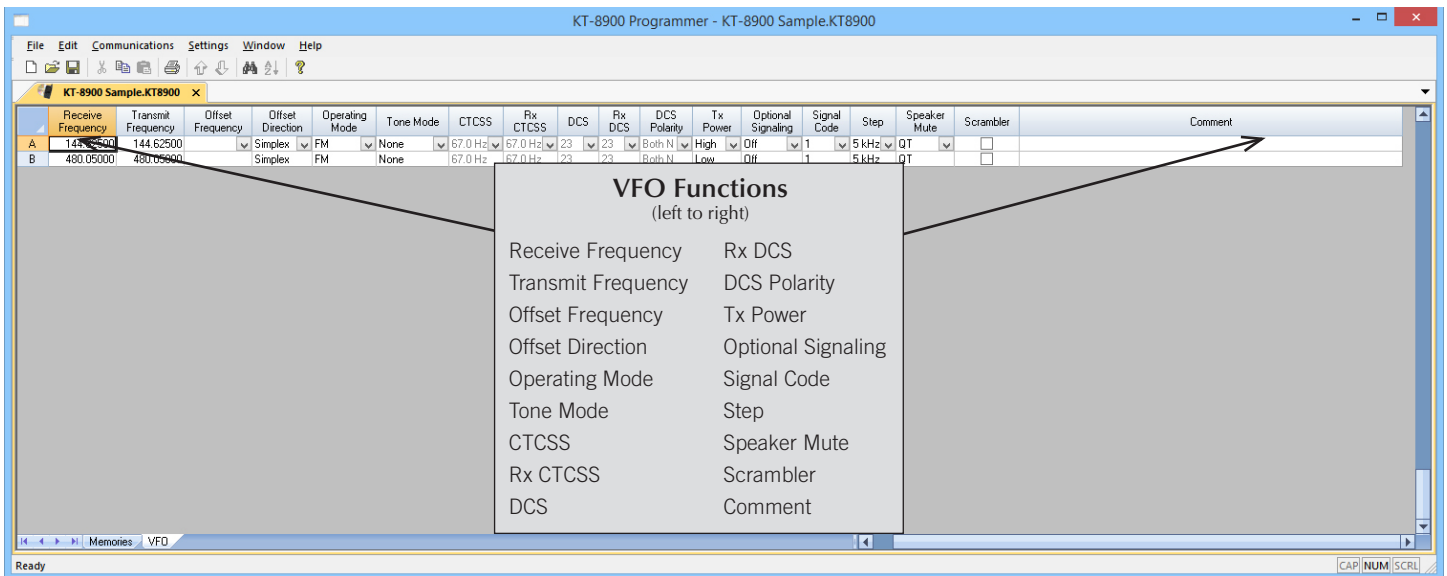 KT-8900 Programmer - KT-8900 Sample.KT8900
File Edit Communications Settings Window Help
KT-8900 Sample.KT8900
Receive Frequency Transmit Frequency Offset Frequency Offset Direction Operating Mode Tone Mode CTCSS Rx CTCSS DCS Rx DCS DCS Polarity Tx Power Optional Signaling Signal Code Step Speaker Mute Scrambler Comment
A 144.62500 144.62500 Simplex FM None 67.0 Hz 67.0 Hz 23 23 Both N High Off 1 5 kHz QT
B 480.05000 480.05000 Simplex FM None 67.0 Hz 67.0 Hz 23 23 Both N Low Off 1 5 kHz QT
VFO Functions
(left to right)
Receive Frequency Rx DCS
Transmit Frequency DCS Polarity
Offset Frequency Tx Power
Offset Direction Optional Signaling
Operating Mode Signal Code
Tone Mode Step
CTCSS Speaker Mute
Rx CTCSS Scrambler
DCS Comment
Memories VFO
Ready CAP NUM SCRL